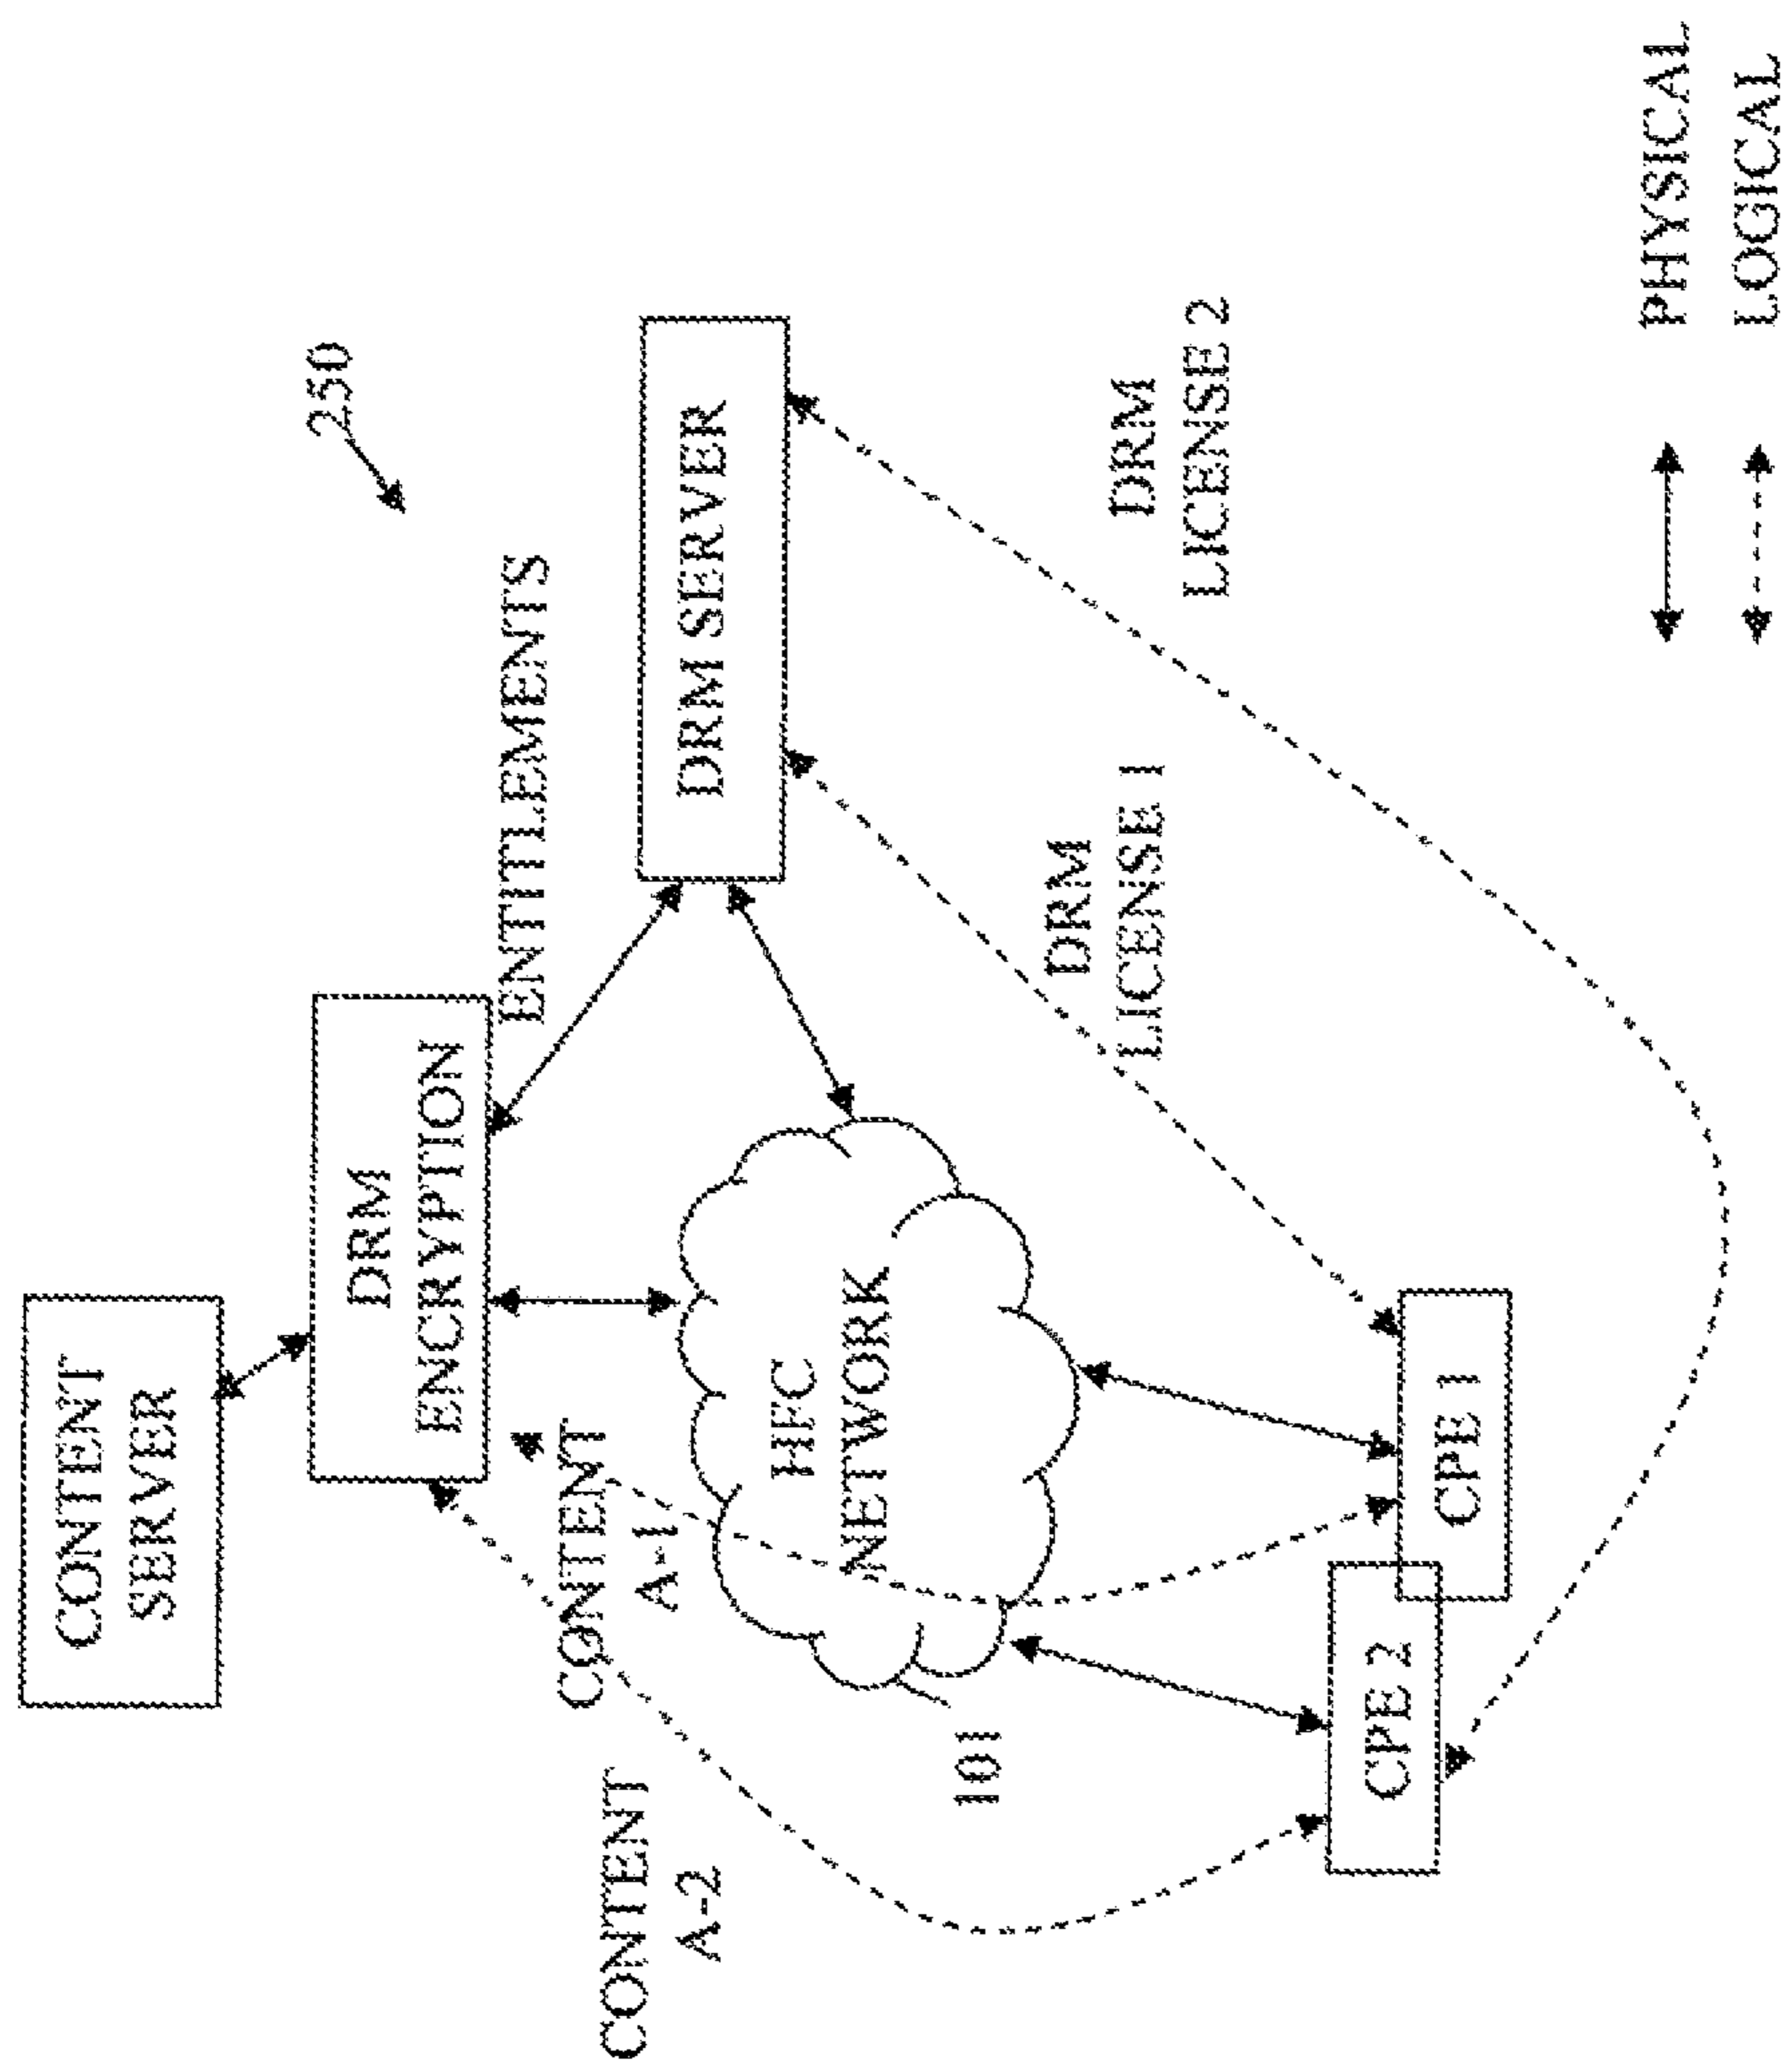 250
CONTENT
SERVER
DRM
ENCRYPTION
ENTITLEMENTS
DRM SERVER
CONTENT
A-2
CONTENT
A-1
HFC
NETWORK
101
DRM
LICENSE 1
DRM
LICENSE 2
CPE 2
CPE 1
PHYSICAL
LOGICAL